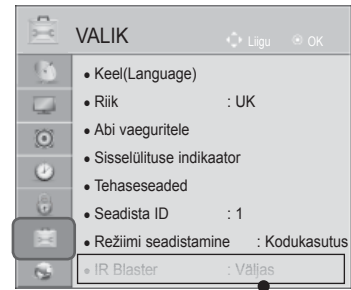 VALIK
Liigu OK
• Keel(Language)
• Riik : UK
• Abi vaeguritele
• Sisselülituse indikaator
• Tehaseseaded
• Seadista ID : 1
• Režiimi seadistamine : Kodukasutus
• IR Blaster : Väljas